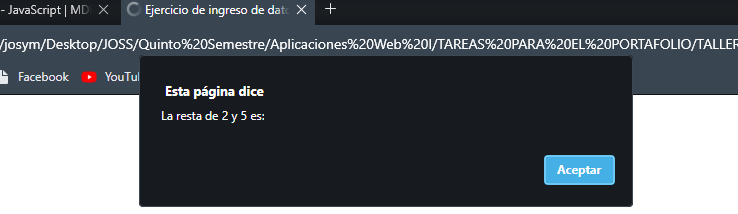 - JavaScript | MD
Ejercicio de ingreso de dato
/josym/Desktop/JOSS/Quinto%20Semestre/Aplicaciones%20Web%20I/TAREAS%20PARA%20EL%20PORTAFOLIO/TALLER
Facebook YouTu
Esta página dice
La resta de 2 y 5 es:
Aceptar